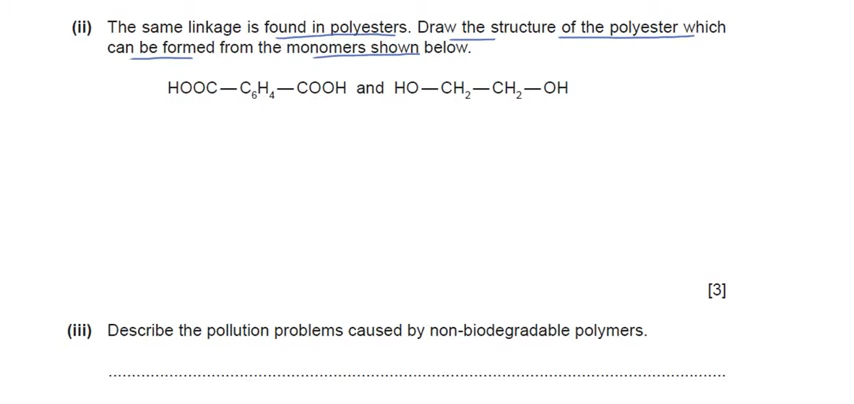 (ii) The same linkage is found in polyesters. Draw the structure of the polyester which
can be formed from the monomers shown below.
HOOC—C₆H₄—COOH and HO—CH₂—CH₂—OH
[3]
(iii) Describe the pollution problems caused by non-biodegradable polymers.